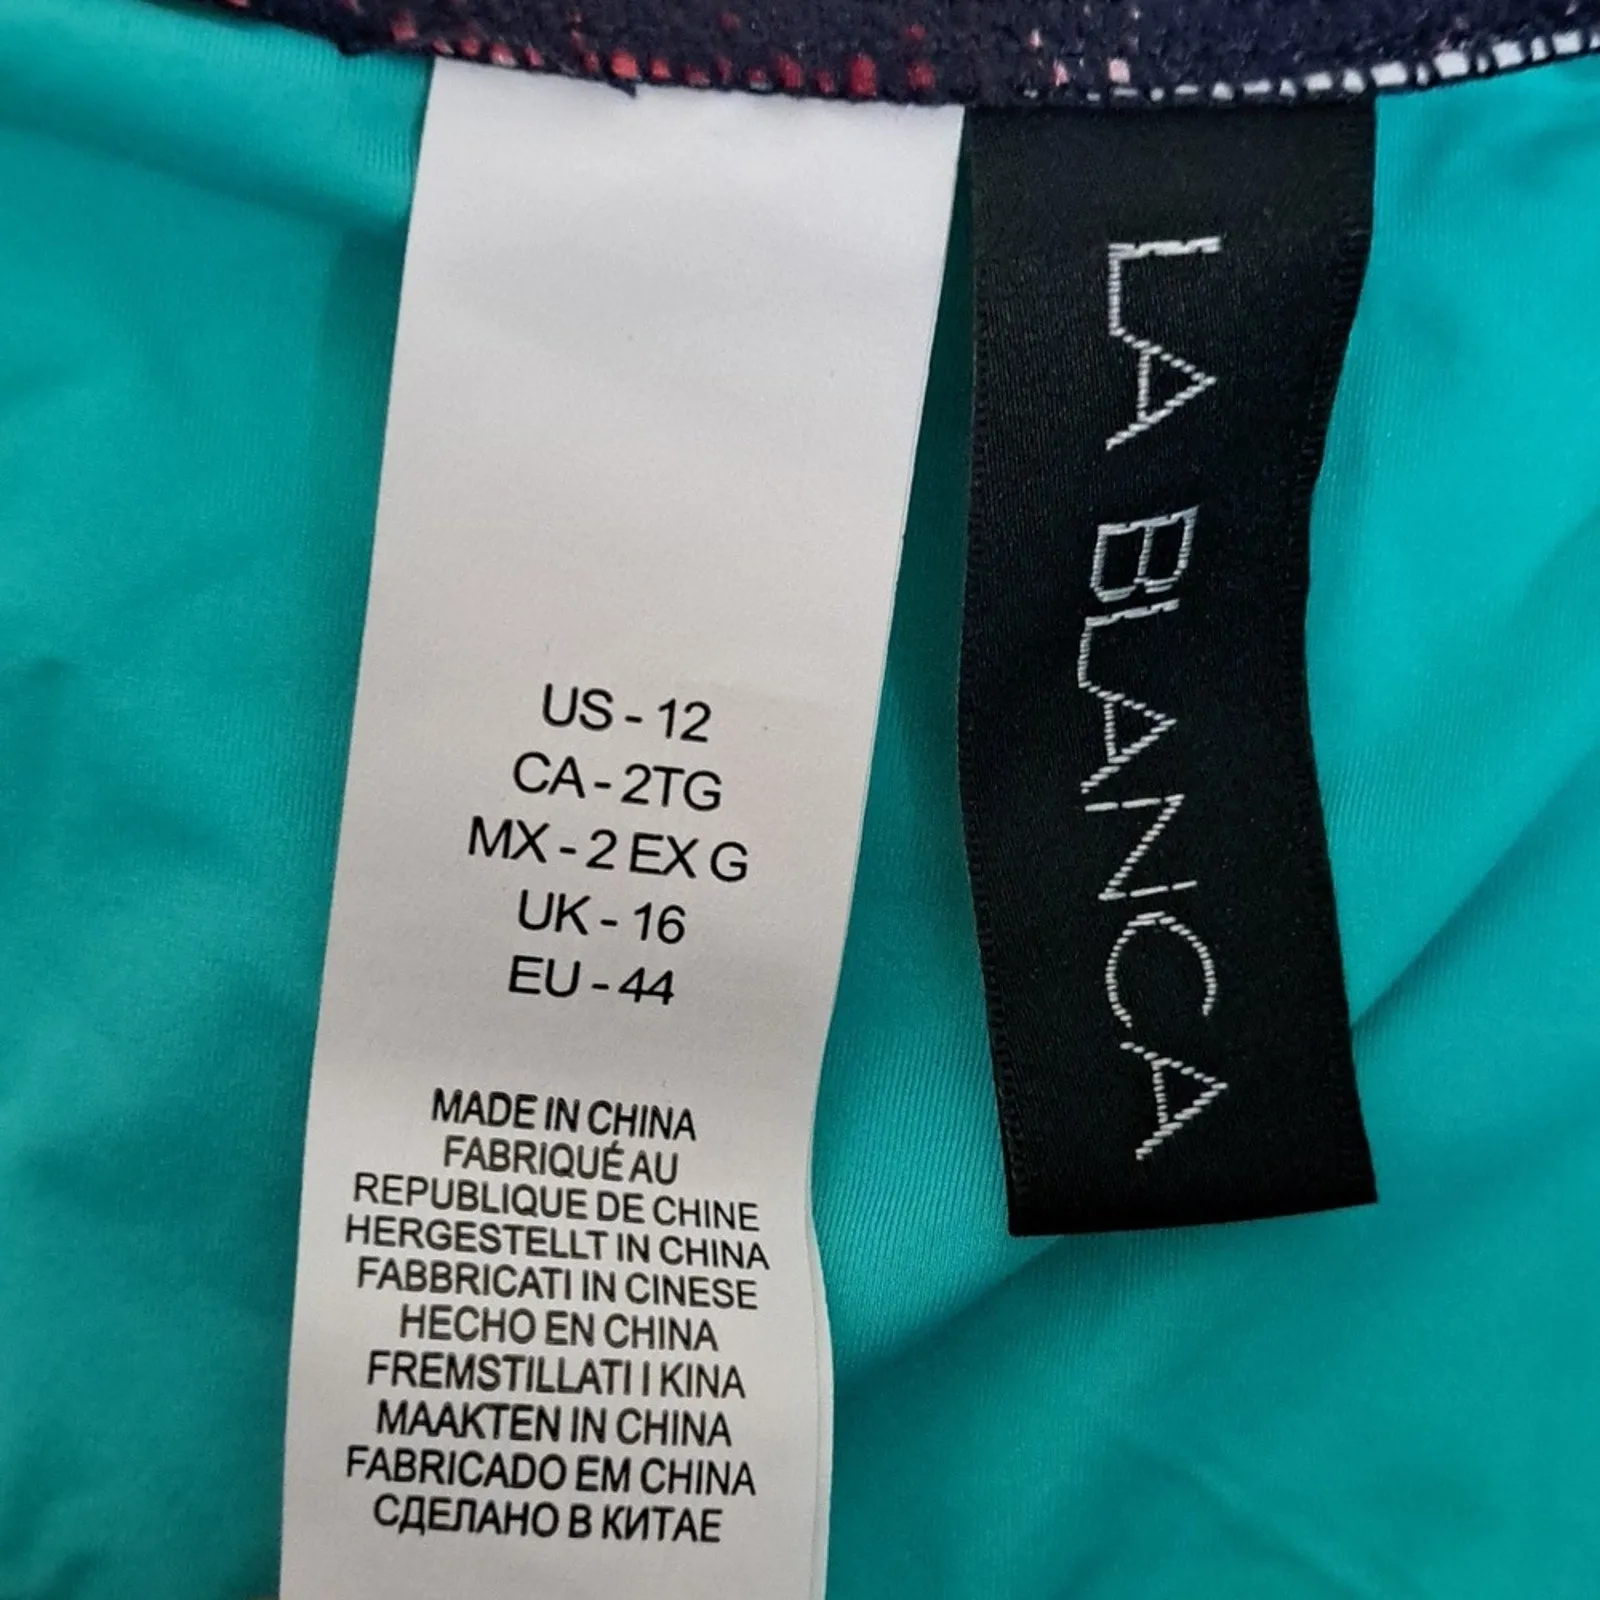 US - 12
CA - 2TG
MX - 2 EX G
UK - 16
EU - 44
MADE IN CHINA
FABRIQUÉ AU
REPUBLIQUE DE CHINE
HERGESTELLT IN CHINA
FABBRICATI IN CINESE
HECHO EN CHINA
FREMSTILLATI I KINA
MAAKTEN IN CHINA
FABRICADO EM CHINA
СДЕЛАНО В КИТАЕ
LA BLANCA